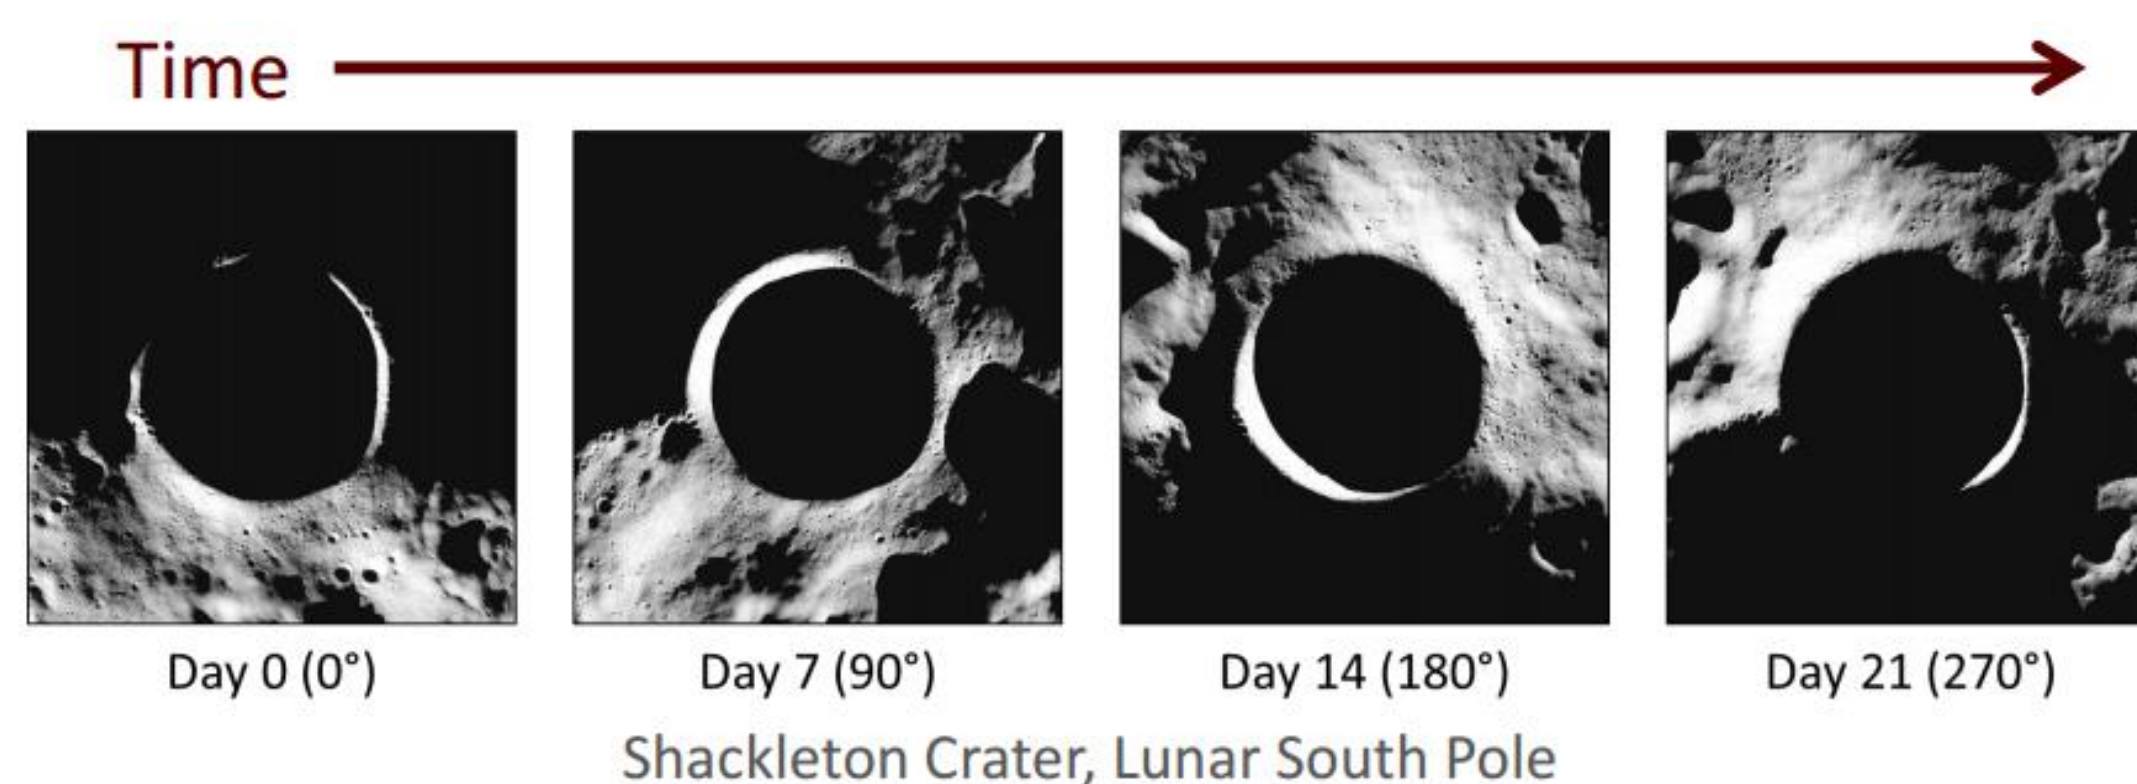 Time
Day 0 (0°)
Day 7 (90°)
Day 14 (180°)
Day 21 (270°)
Shackleton Crater, Lunar South Pole